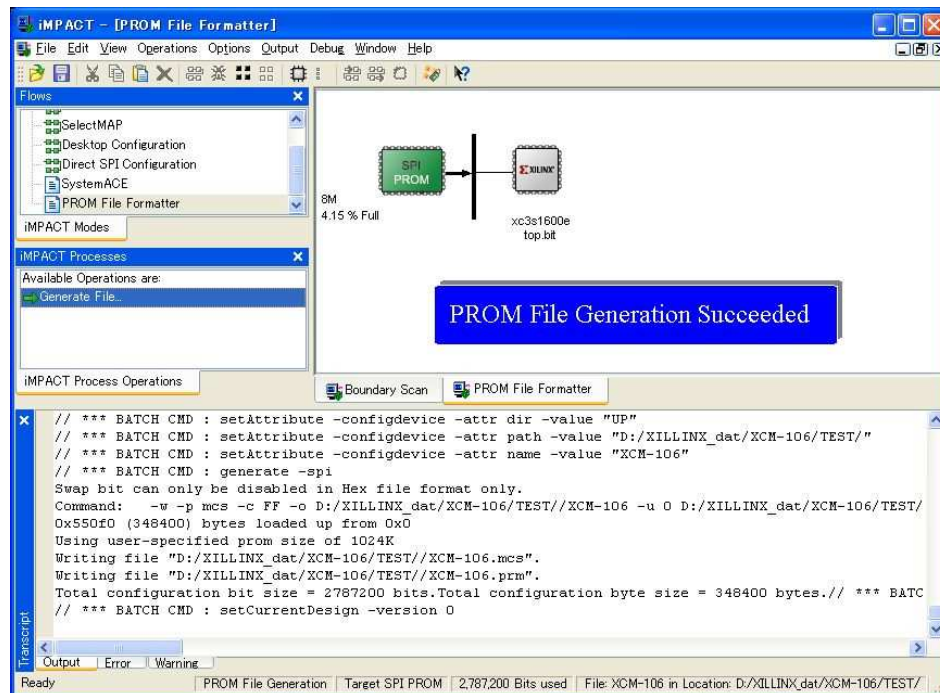 iMPACT - [PROM File Formatter]
File Edit View Operations Options Output Debug Window Help
Flows
SelectMAP
Desktop Configuration
Direct SPI Configuration
SystemACE
PROM File Formatter
iMPACT Modes
iMPACT Processes
Available Operations are:
Generate File...
iMPACT Process Operations
SPI
PROM
8M
4.15 % Full
XILINX
xc3s1600e
top.bit
PROM File Generation Succeeded
Boundary Scan
PROM File Formatter
// *** BATCH CMD : setAttribute -configdevice -attr dir -value "UP"
// *** BATCH CMD : setAttribute -configdevice -attr path -value "D:/XILLINX_dat/XCM-106/TEST/"
// *** BATCH CMD : setAttribute -configdevice -attr name -value "XCM-106"
// *** BATCH CMD : generate -spi
Swap bit can only be disabled in Hex file format only.
Command: -w -p mcs -c FF -o D:/XILLINX_dat/XCM-106/TEST//XCM-106 -u 0 D:/XILLINX_dat/XCM-106/TEST/
0x550f0 (348400) bytes loaded up from 0x0
Using user-specified prom size of 1024K
Writing file "D:/XILLINX_dat/XCM-106/TEST//XCM-106.mcs".
Writing file "D:/XILLINX_dat/XCM-106/TEST//XCM-106.prm".
Total configuration bit size = 2787200 bits.Total configuration byte size = 348400 bytes.// *** BATC
// *** BATCH CMD : setCurrentDesign -version 0
Transcript
Output Error Warning
Ready
PROM File Generation
Target SPI PROM
2,787,200 Bits used
File: XCM-106 in Location: D:/XILLINX_dat/XCM-106/TEST/